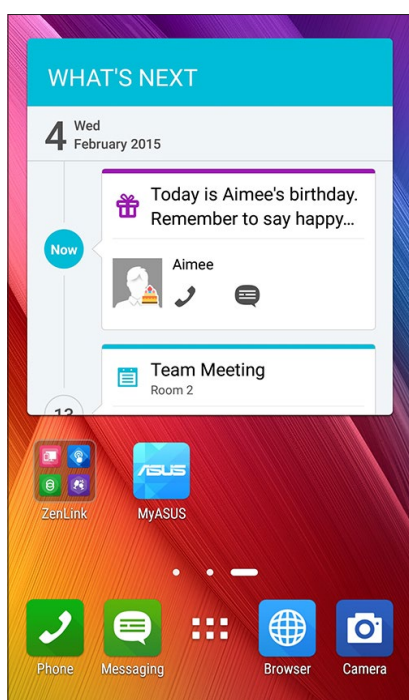 WHAT'S NEXT
4 Wed
February 2015
Today is Aimee's birthday.
Remember to say happy...
Now
Aimee
Team Meeting
Room 2
13
ASUS
ZenLink MyASUS
Phone Messaging Browser Camera